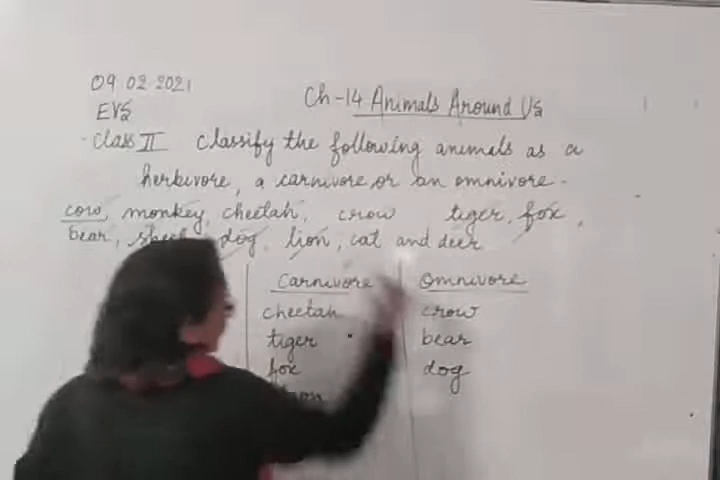 09.02.2021
Ch-14 Animals Around Us
EVS
Class II Classify the following animals as a
herbivore, a carnivore or an omnivore.
cow, monkey, cheetah, crow tiger, fox,
bear, dog, lion, cat and deer
Carnivore Omnivore
cheetah crow
tiger bear
fox dog